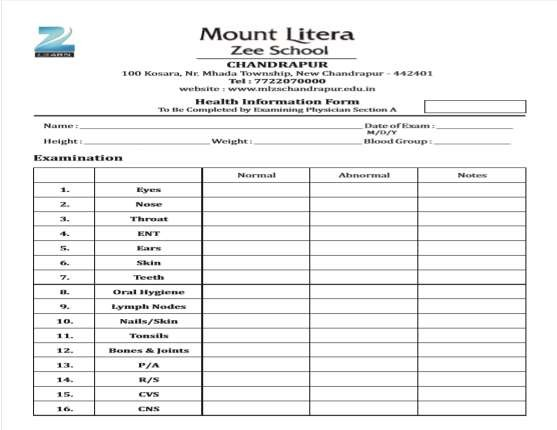 Z
LEARN
Mount Litera
Zee School
CHANDRAPUR
100 Kosara, Nr. Mhada Township, New Chandrapur - 442401
Tel : 7722070000
website : www.mlzschandrapur.edu.in
Health Information Form
To Be Completed by Examining Physician Section A
Name : Date of Exam :
M/D/Y
Height : Weight : Blood Group :
Examination
Normal Abnormal Notes
1. Eyes
2. Nose
3. Throat
4. ENT
5. Ears
6. Skin
7. Teeth
8. Oral Hygiene
9. Lymph Nodes
10. Nails/Skin
11. Tonsils
12. Bones & Joints
13. P/A
14. R/S
15. CVS
16. CNS